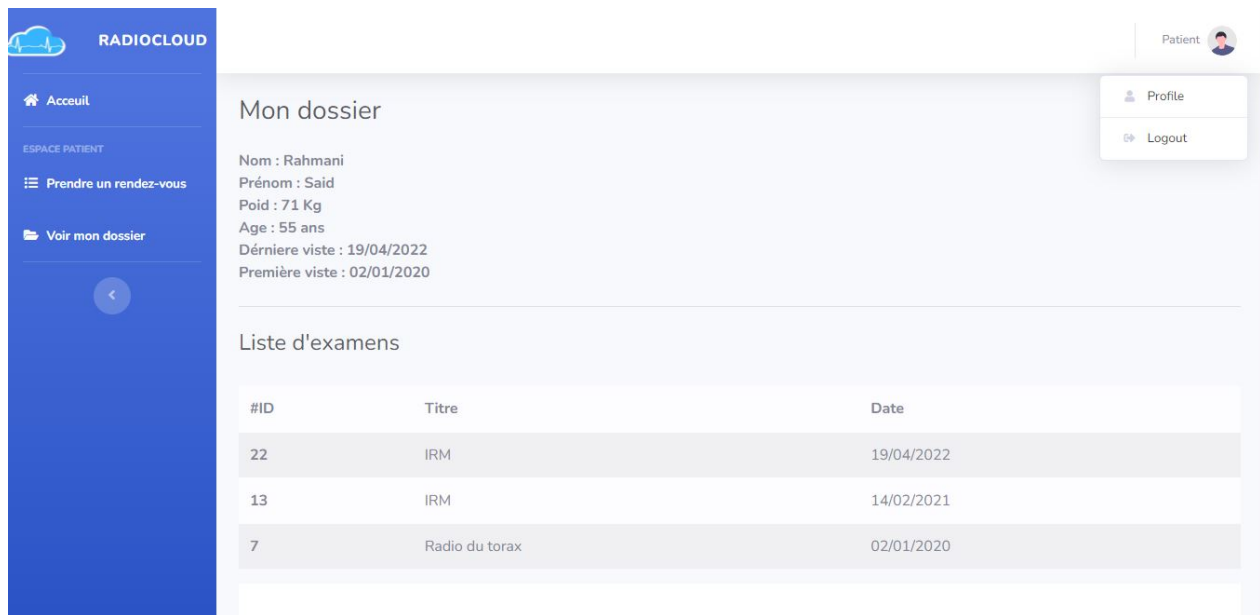 RADIOCLOUD
Patient
Acceuil
ESPACE PATIENT
Prendre un rendez-vous
Voir mon dossier
Profile
Logout
Mon dossier
Nom : Rahmani
Prénom : Said
Poid : 71 Kg
Age : 55 ans
Dérniere viste : 19/04/2022
Première viste : 02/01/2020
Liste d'examens
#ID Titre Date
22 IRM 19/04/2022
13 IRM 14/02/2021
7 Radio du torax 02/01/2020